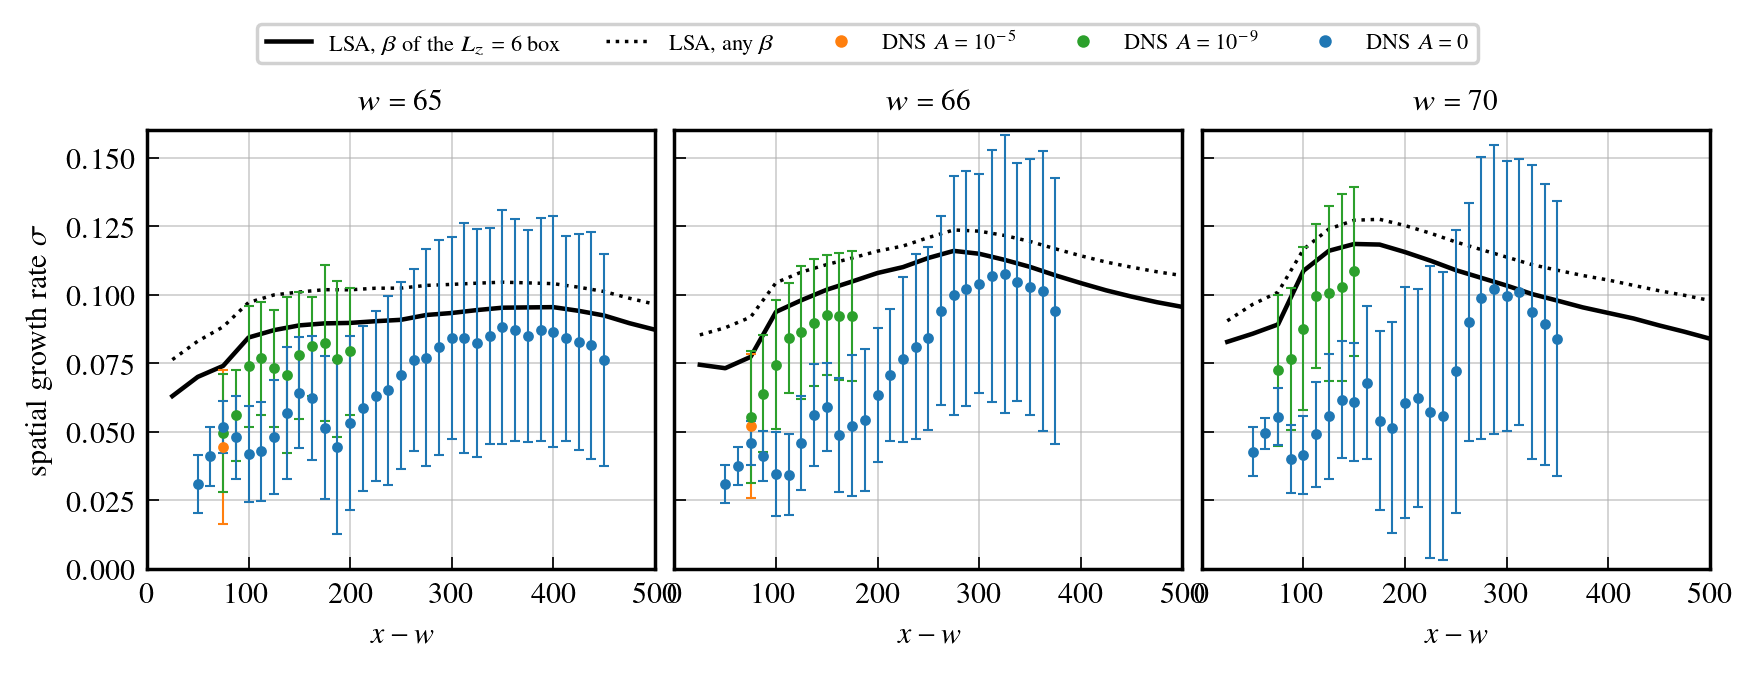 LSA, β of the L_z = 6 box LSA, any β DNS A = 10⁻⁵ DNS A = 10⁻⁹ DNS A = 0
w = 65 w = 66 w = 70
0.150
0.125
0.100
0.075
0.050
0.025
0.000
spatial growth rate σ
0 100 200 300 400 500 0 100 200 300 400 500 0 100 200 300 400 500
x − w x − w x − w